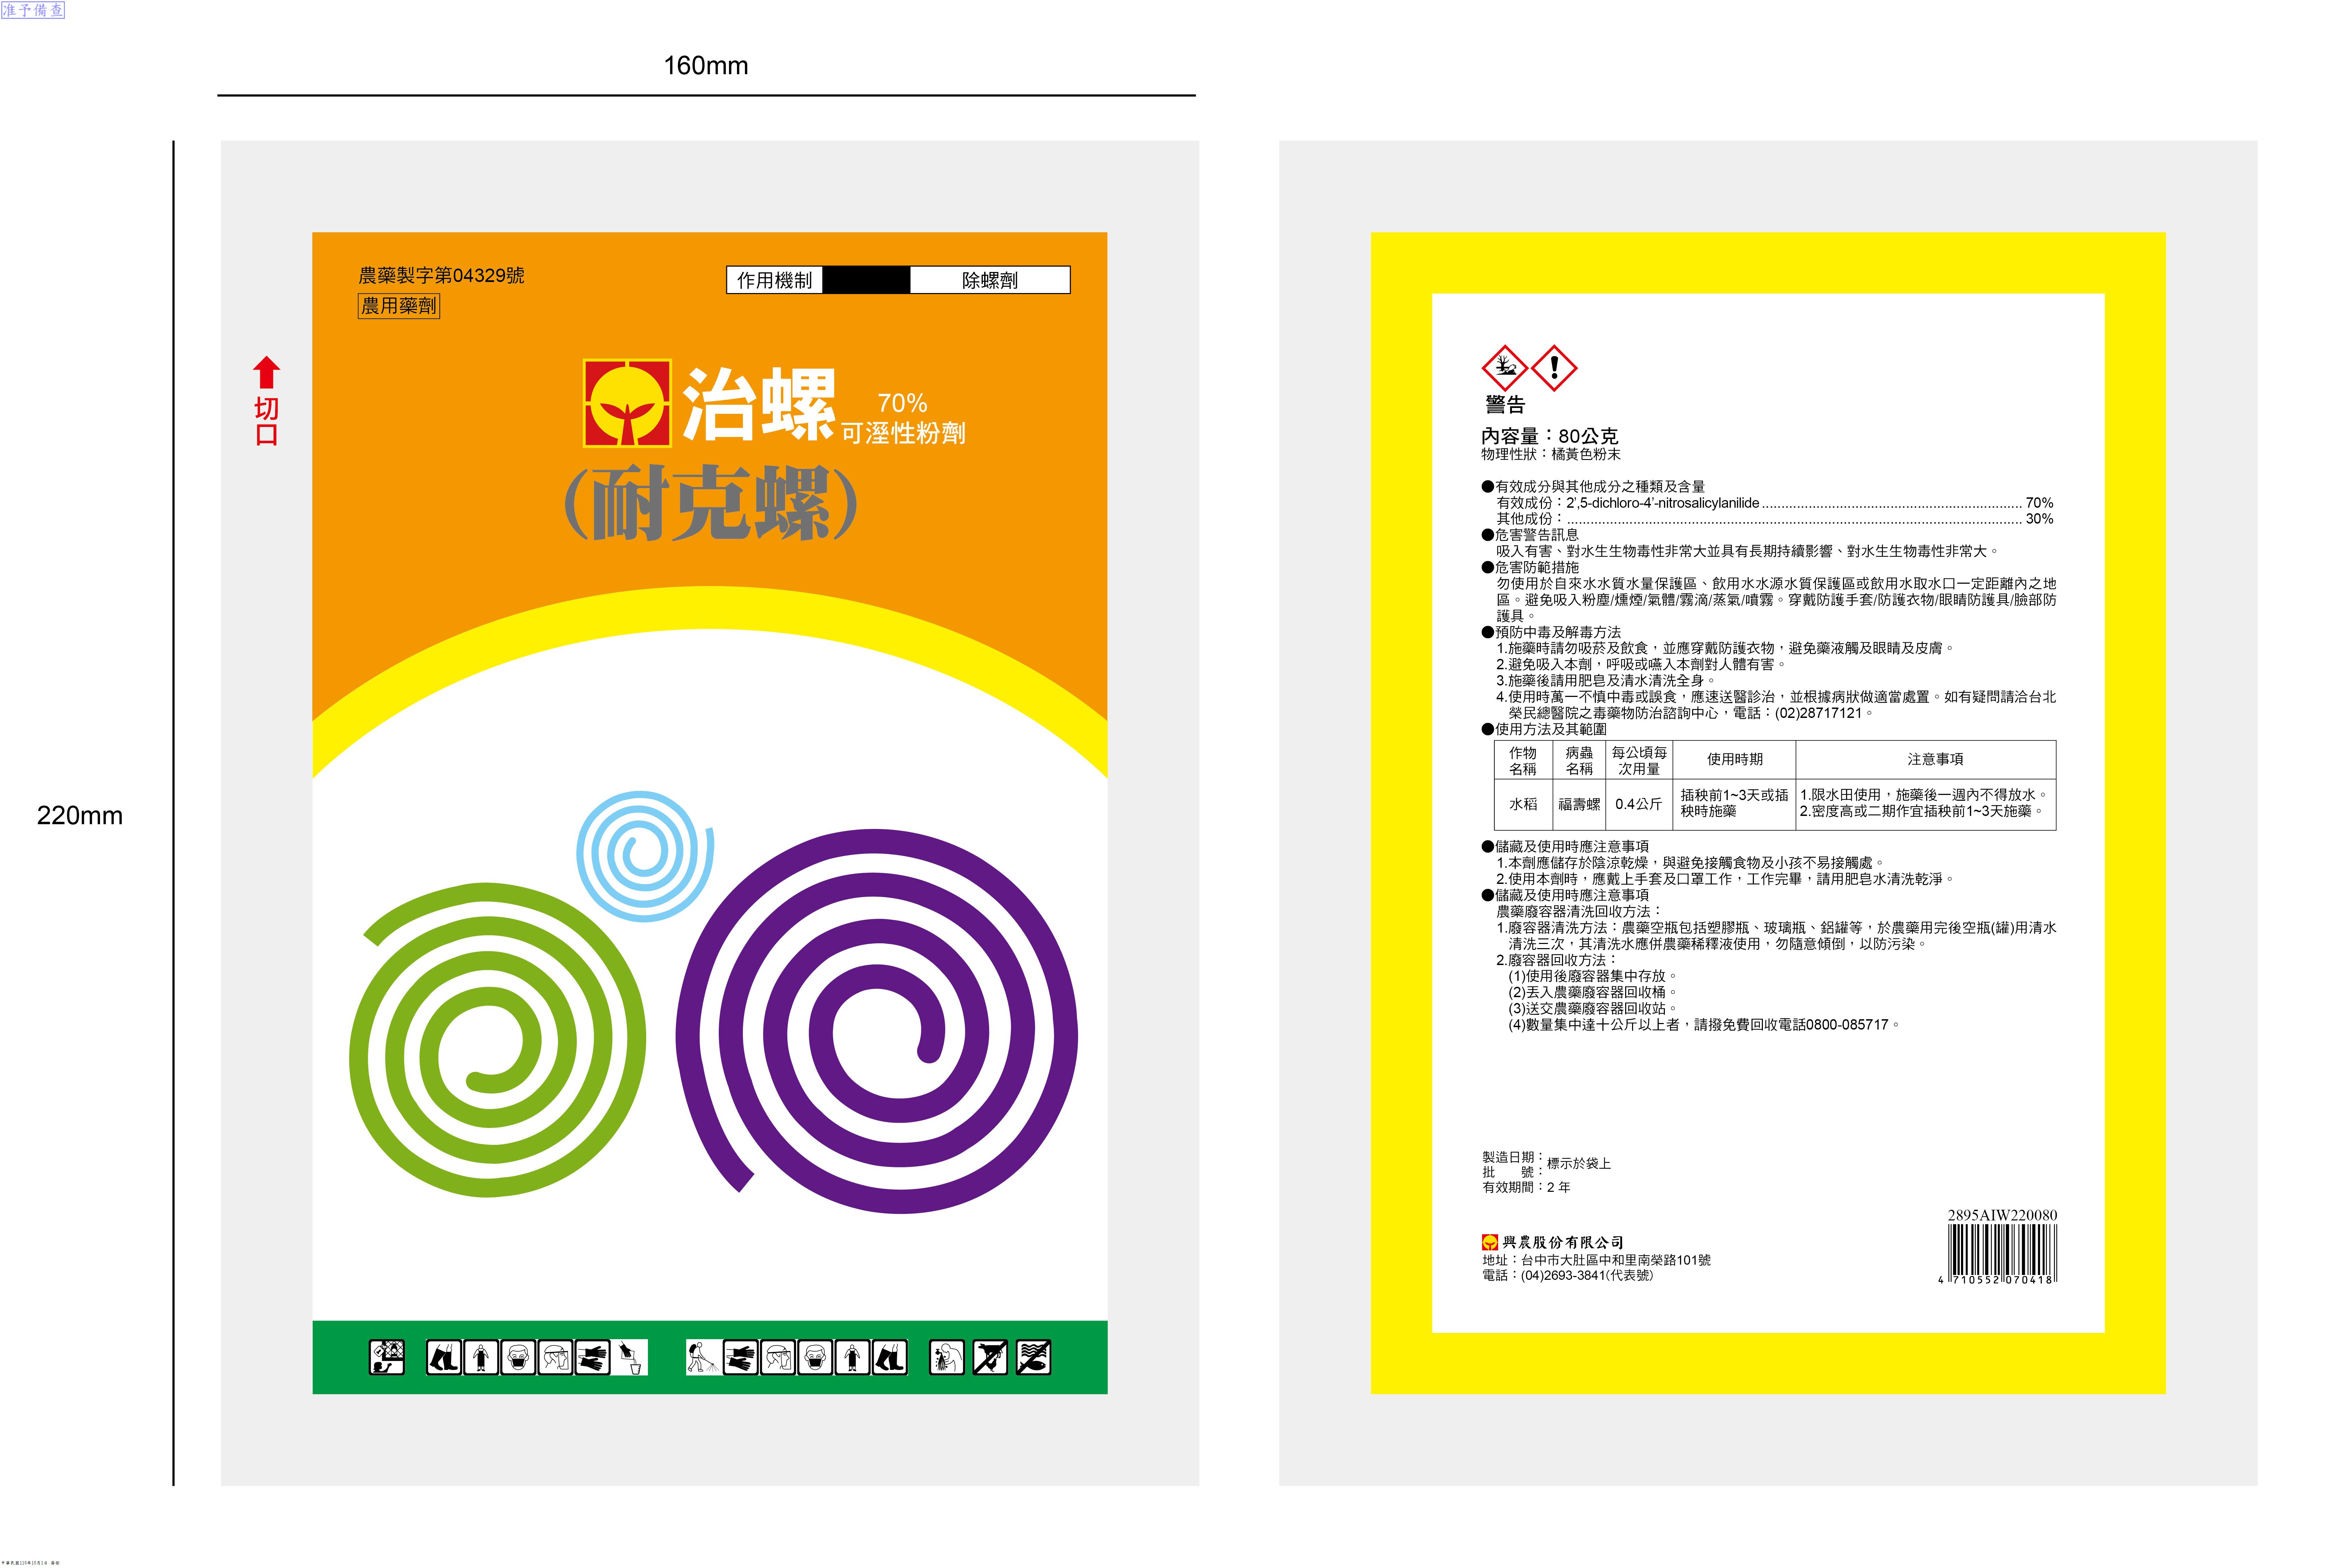 准予備查
160mm
220mm
切口
農藥製字第04329號
農用藥劑
作用機制 除螺劑
治螺
70%
可溼性粉劑
(耐克螺)
警告
內容量：80公克
物理性狀：橘黃色粉末
●有效成分與其他成分之種類及含量
有效成份：2',5-dichloro-4'-nitrosalicylanilide 70%
其他成份： 30%
●危害警告訊息
吸入有害、對水生生物毒性非常大並具有長期持續影響、對水生生物毒性非常大。
●危害防範措施
勿使用於自來水水質水量保護區、飲用水水源水質保護區或飲用水取水口一定距離內之地
區。避免吸入粉塵/燻煙/氣體/霧滴/蒸氣/噴霧。穿戴防護手套/防護衣物/眼睛防護具/臉部防
護具。
●預防中毒及解毒方法
1.施藥時請勿吸菸及飲食，並應穿戴防護衣物，避免藥液觸及眼睛及皮膚。
2.避免吸入本劑，呼吸或嚥入本劑對人體有害。
3.施藥後請用肥皂及清水清洗全身。
4.使用時萬一不慎中毒或誤食，應速送醫診治，並根據病狀做適當處置。如有疑問請洽台北
榮民總醫院之毒藥物防治諮詢中心，電話：(02)28717121。
●使用方法及其範圍
作物名稱 病蟲名稱 每公頃每次用量 使用時期 注意事項
水稻 福壽螺 0.4公斤 插秧前1~3天或插 1.限水田使用，施藥後一週內不得放水。
秧時施藥 2.密度高或二期作宜插秧前1~3天施藥。
●儲藏及使用時應注意事項
1.本劑應儲存於陰涼乾燥，與避免接觸食物及小孩不易接觸處。
2.使用本劑時，應戴上手套及口罩工作，工作完畢，請用肥皂水清洗乾淨。
●儲藏及使用時應注意事項
農藥廢容器清洗回收方法：
1.廢容器清洗方法：農藥空瓶包括塑膠瓶、玻璃瓶、鋁罐等，於農藥用完後空瓶(罐)用清水
清洗三次，其清洗水應併農藥稀釋液使用，勿隨意傾倒，以防污染。
2.廢容器回收方法：
(1)使用後廢容器集中存放。
(2)丟入農藥廢容器回收桶。
(3)送交農藥廢容器回收站。
(4)數量集中達十公斤以上者，請撥免費回收電話0800-085717。
製造日期：標示於袋上
批　　號：
有效期間：2 年
興農股份有限公司
地址：台中市大肚區中和里南榮路101號
電話：(04)2693-3841(代表號)
2895AIW220080
4 710552 070418